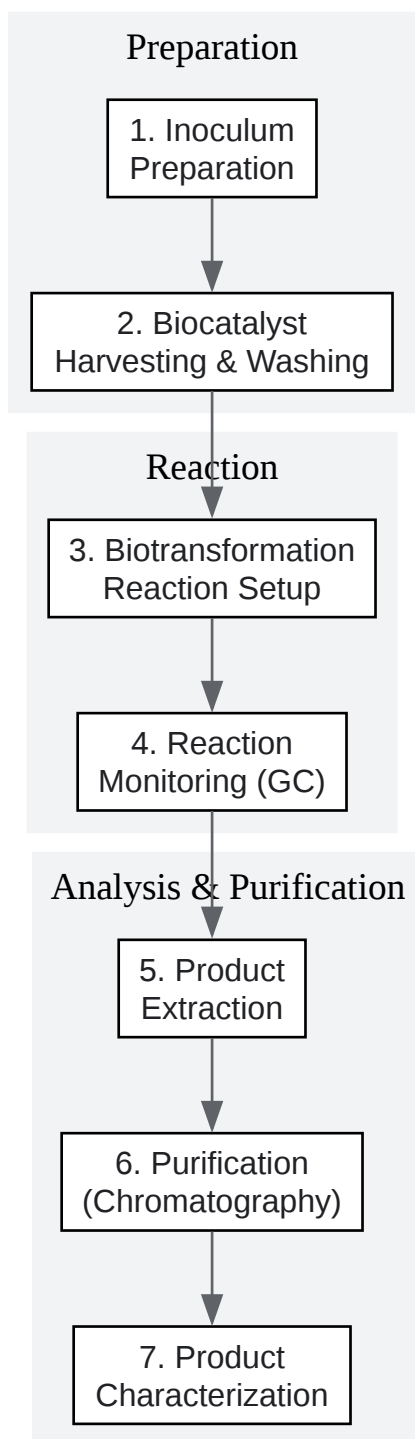 Preparation
1. Inoculum
Preparation
2. Biocatalyst
Harvesting & Washing
Reaction
3. Biotransformation
Reaction Setup
4. Reaction
Monitoring (GC)
Analysis & Purification
5. Product
Extraction
6. Purification
(Chromatography)
7. Product
Characterization